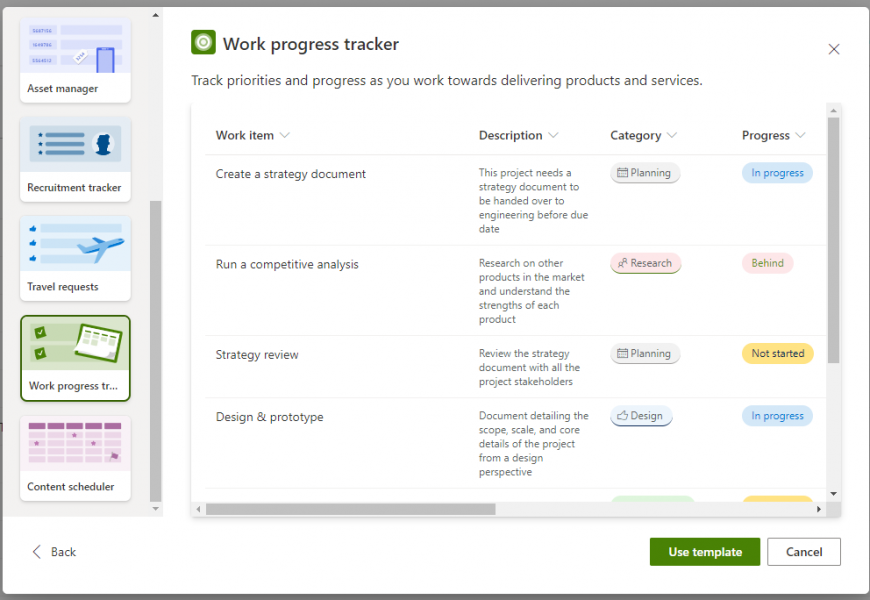 Asset manager
Recruitment tracker
Travel requests
Work progress tr...
Content scheduler
Work progress tracker
Track priorities and progress as you work towards delivering products and services.
Work item Description Category Progress
Create a strategy document
This project needs a
strategy document to
be handed over to
engineering before due
date
Planning
In progress
Run a competitive analysis
Research on other
products in the market
and understand the
strengths of each
product
Research
Behind
Strategy review
Review the strategy
document with all the
project stakeholders
Planning
Not started
Design & prototype
Document detailing the
scope, scale, and core
details of the project
from a design
perspective
Design
In progress
Back
Use template
Cancel